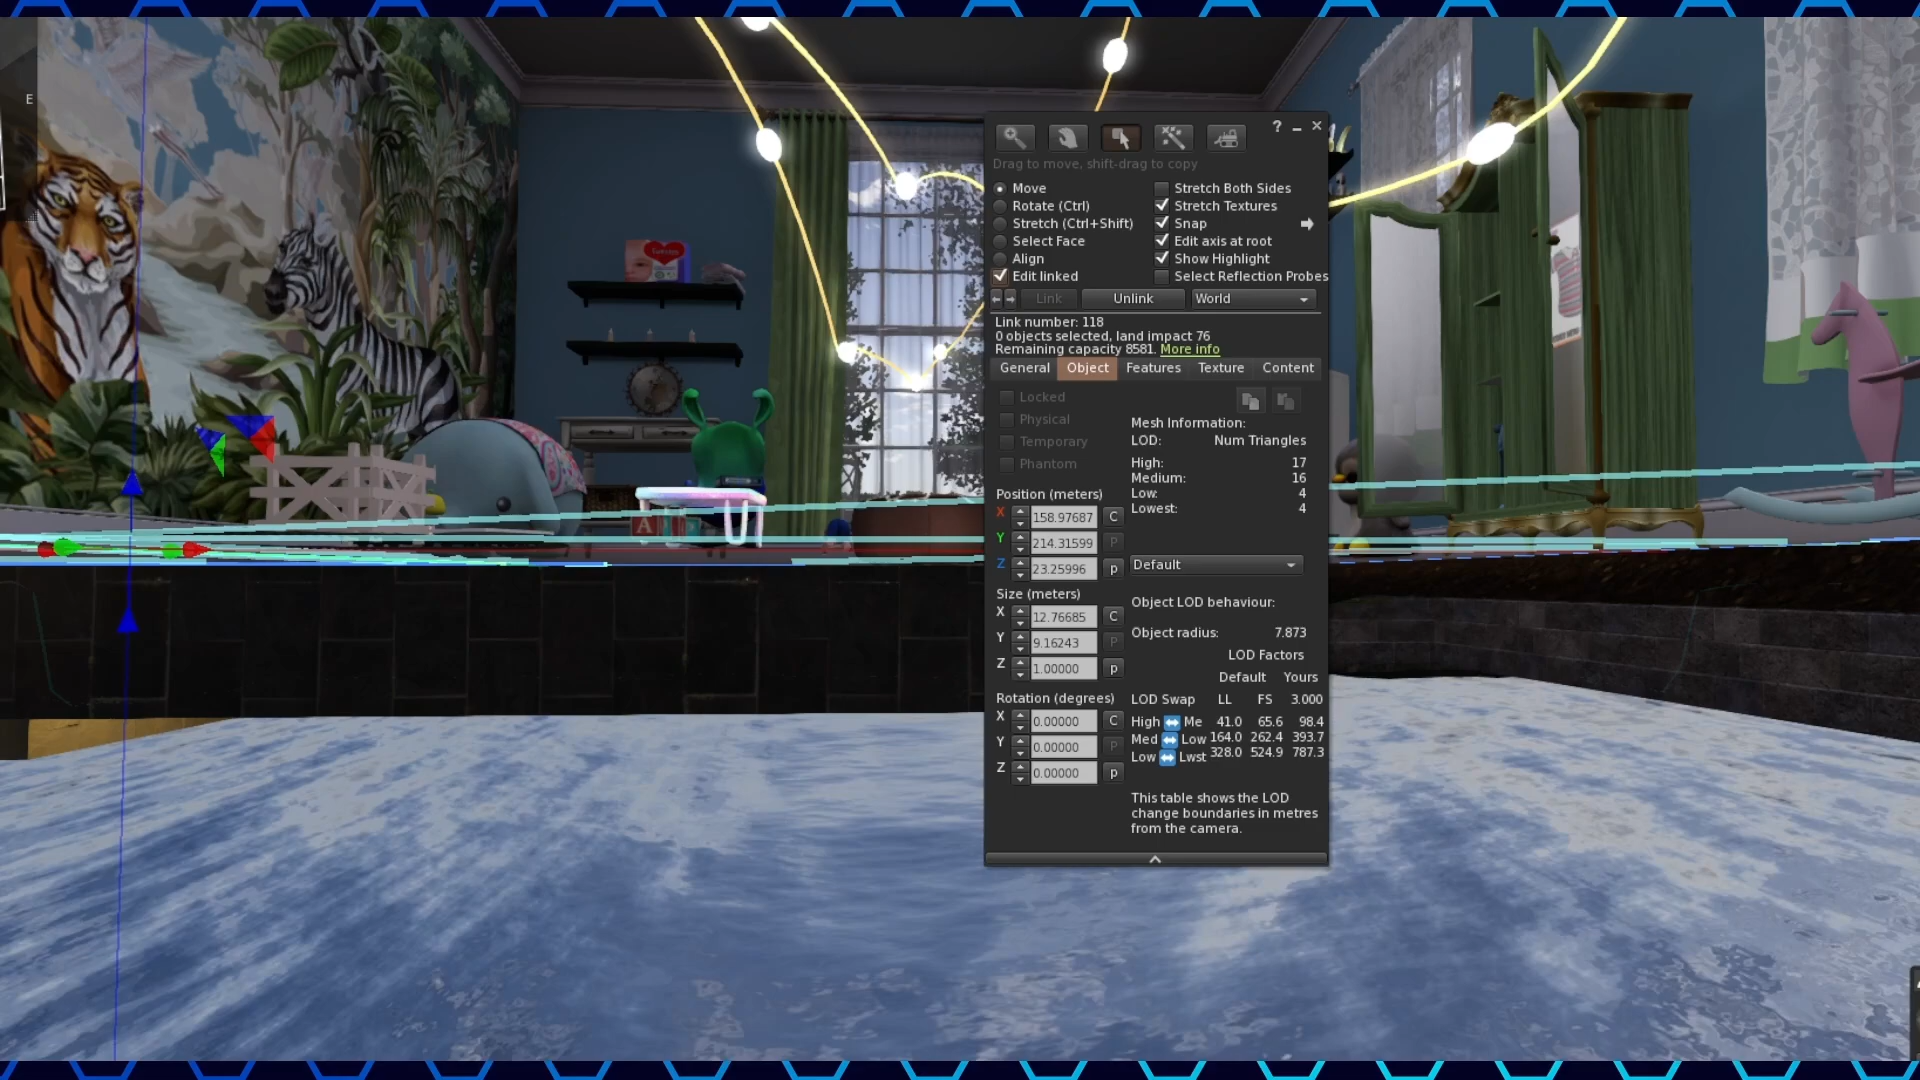 E
? _ ✕
Drag to move, shift-drag to copy
Move
Stretch Both Sides
Rotate (Ctrl)
Stretch Textures
Stretch (Ctrl+Shift)
Snap
Select Face
Edit axis at root
Align
Show Highlight
Edit linked
Select Reflection Probes
Link
Unlink
World
Link number: 118
0 objects selected, land impact 76
Remaining capacity 8581. More info
General Object Features Texture Content
Locked
Physical
Temporary
Phantom
Mesh Information:
LOD: Num Triangles
High: 17
Medium: 16
Low: 4
Lowest: 4
Position (meters)
X 158.97687 C
Y 214.31599 P
Z 23.25996 p
Default
Size (meters)
X 12.76685 C
Y 9.16243 P
Z 1.00000 p
Object LOD behaviour:
Object radius: 7.873
LOD Factors
Default Yours
LOD Swap LL FS 3.000
High Me 41.0 65.6 98.4
Med Low 164.0 262.4 393.7
Low Lwst 328.0 524.9 787.3
Rotation (degrees)
X 0.00000 C
Y 0.00000 P
Z 0.00000 p
This table shows the LOD
change boundaries in metres
from the camera.
A